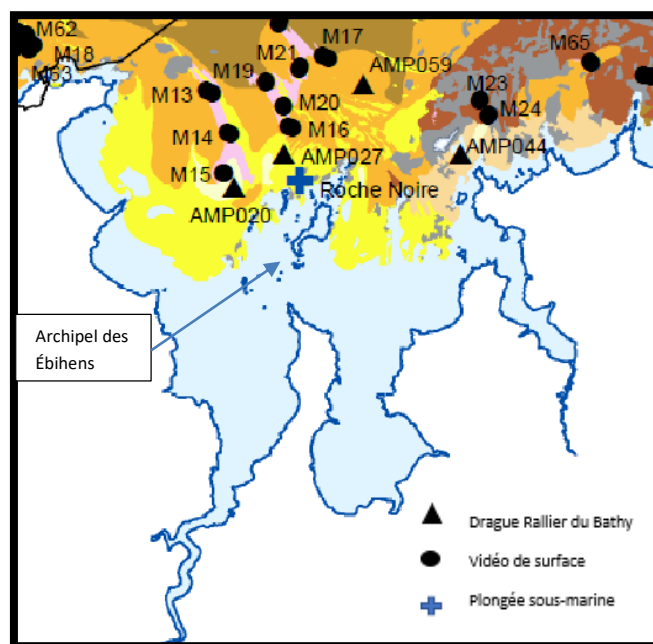 M62
M18
M63
M17
M21
M65
M19
AMP059
M13
M23
M20
M24
M14
M16
AMP027
AMP044
M15
Roche Noire
AMP020
Archipel des
Ébihens
Drague Rallier du Bathy
Vidéo de surface
Plongée sous-marine